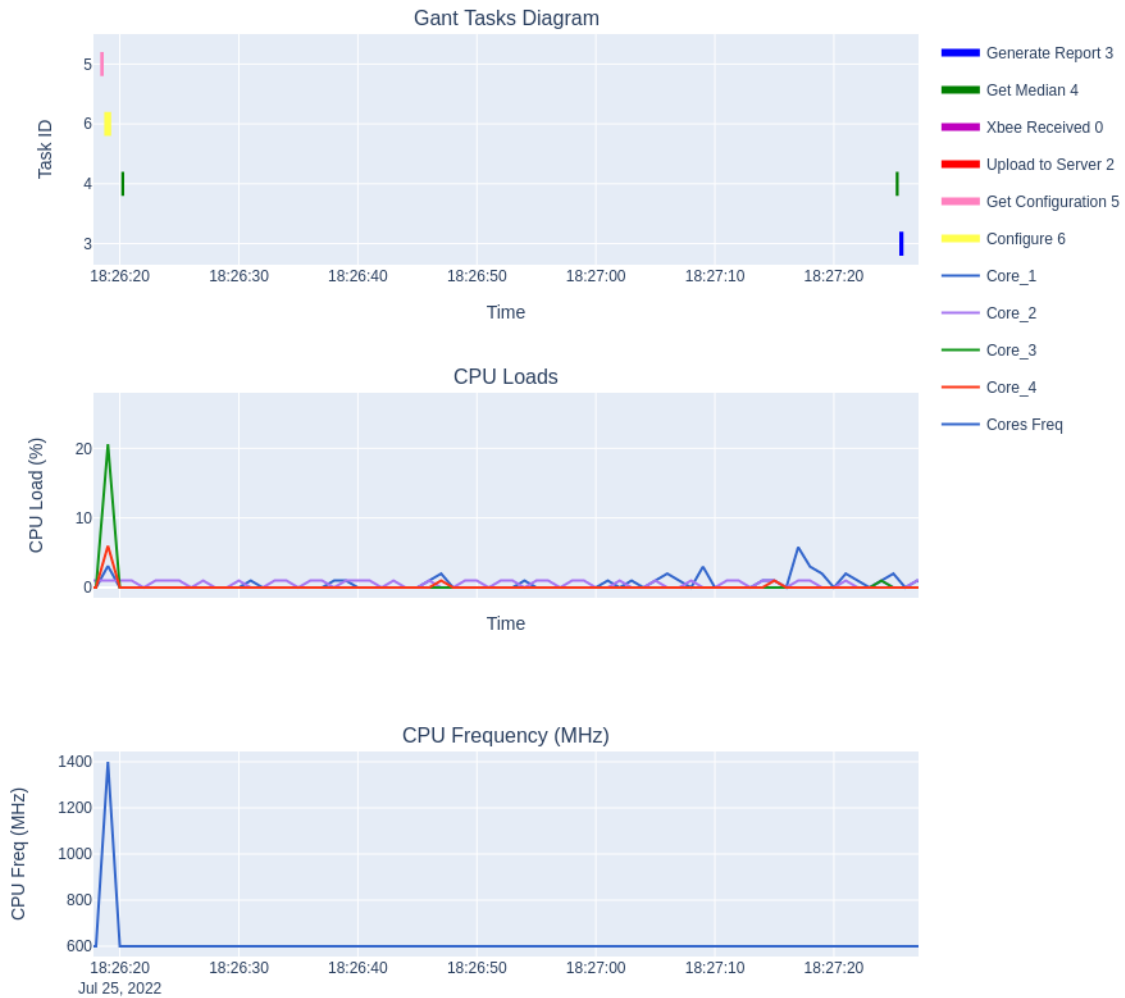 Gant Tasks Diagram
Task ID
5
6
4
3
18:26:20 18:26:30 18:26:40 18:26:50 18:27:00 18:27:10 18:27:20
Time
Generate Report 3
Get Median 4
Xbee Received 0
Upload to Server 2
Get Configuration 5
Configure 6
Core_1
Core_2
Core_3
Core_4
Cores Freq
CPU Loads
CPU Load (%)
20
10
0
Time
CPU Frequency (MHz)
CPU Freq (MHz)
1400
1200
1000
800
600
18:26:20 18:26:30 18:26:40 18:26:50 18:27:00 18:27:10 18:27:20
Jul 25, 2022